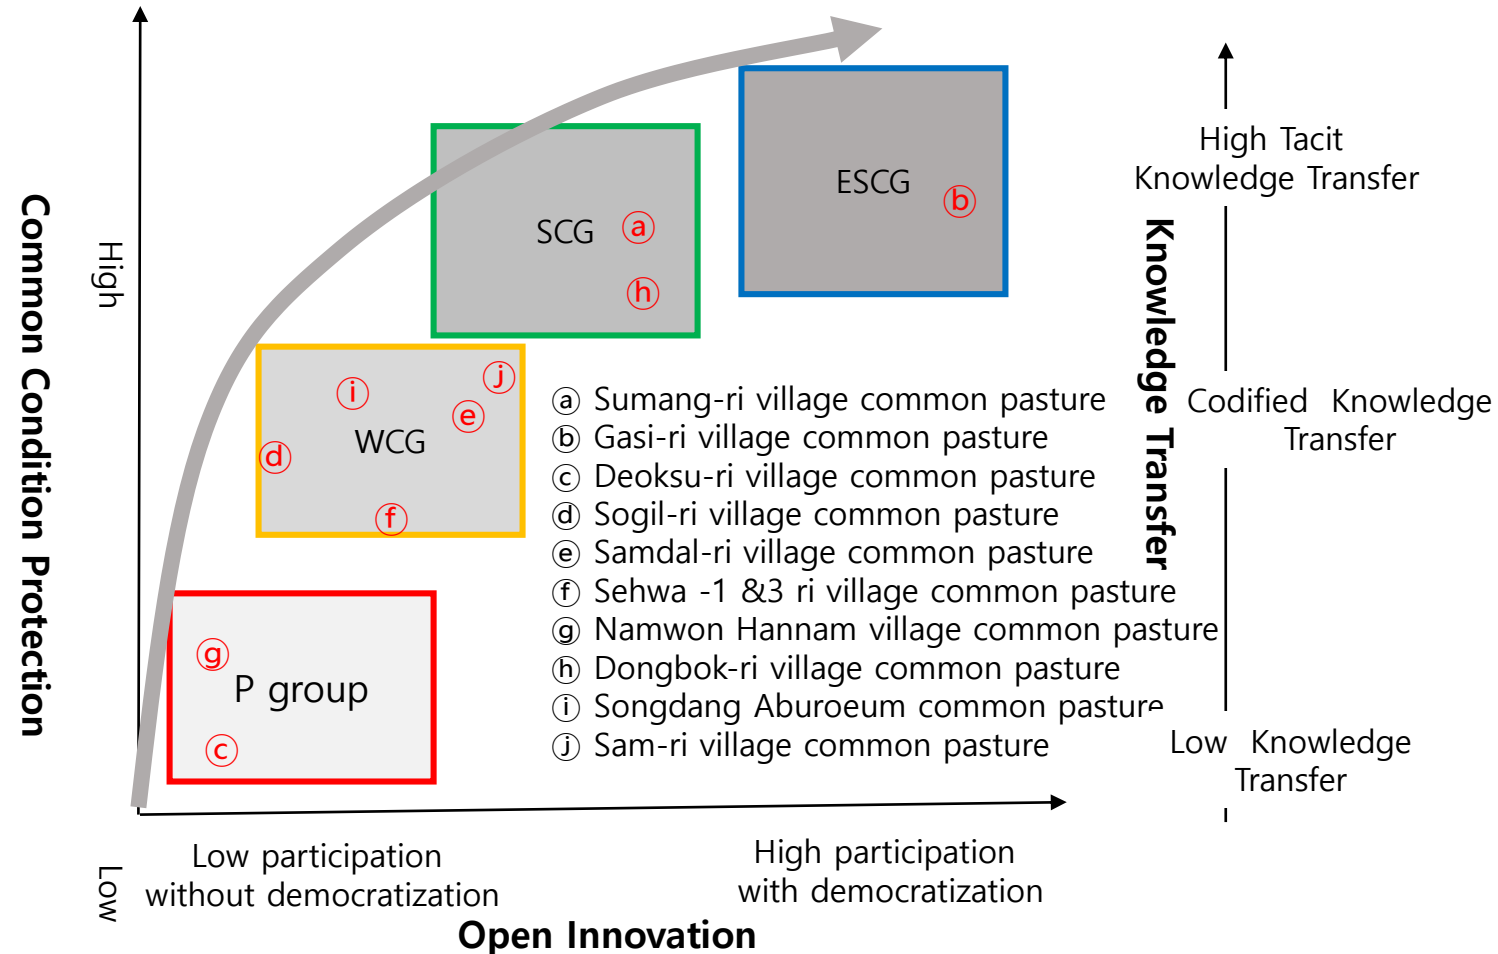 Common Condition Protection
High
Low
ESCG
ⓑ
SCG
ⓐ
ⓗ
ⓘ
ⓙ
ⓔ
WCG
ⓓ
ⓕ
ⓖ
P group
ⓒ
ⓐ Sumang-ri village common pasture
ⓑ Gasi-ri village common pasture
ⓒ Deoksu-ri village common pasture
ⓓ Sogil-ri village common pasture
ⓔ Samdal-ri village common pasture
ⓕ Sehwa -1 &3 ri village common pasture
ⓖ Namwon Hannam village common pasture
ⓗ Dongbok-ri village common pasture
ⓘ Songdang Aburoeum common pasture
ⓙ Sam-ri village common pasture
Knowledge Transfer
High Tacit
Knowledge Transfer
Codified Knowledge
Transfer
Low Knowledge
Transfer
Low participation
without democratization
High participation
with democratization
Open Innovation